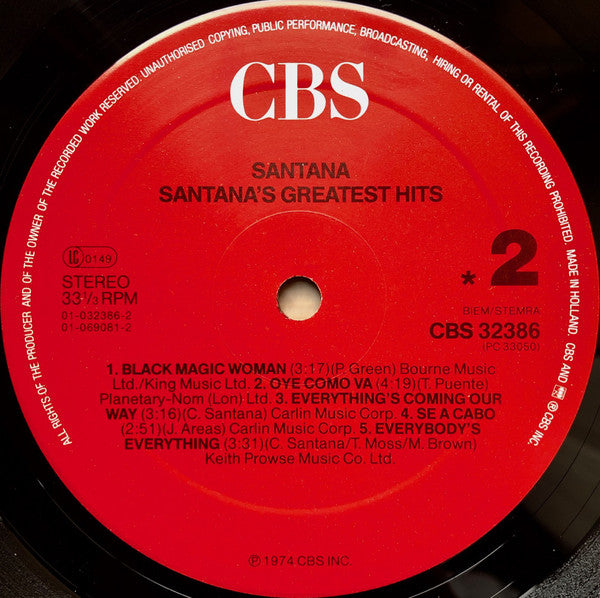 ALL RIGHTS OF THE PRODUCER AND OF THE OWNER OF THE RECORDED WORK RESERVED. UNAUTHORISED COPYING, PUBLIC PERFORMANCE, BROADCASTING, HIRING OR RENTAL OF THIS RECORDING PROHIBITED. MADE IN HOLLAND. CBS AND ℗ CBS INC.
CBS
SANTANA
SANTANA'S GREATEST HITS
LC 0149
STEREO
33 1/3 RPM
01-032386-2
01-069081-2
* 2
BIEM/STEMRA
CBS 32386
(PC 33050)
1. BLACK MAGIC WOMAN (3:17)(P. Green) Bourne Music
Ltd./King Music Ltd. 2. OYE COMO VA (4:19)(T. Puente)
Planetary-Nom (Lon) Ltd. 3. EVERYTHING'S COMING OUR
WAY (3:16)(C. Santana) Carlin Music Corp. 4. SE A CABO
(2:51)(J. Areas) Carlin Music Corp. 5. EVERYBODY'S
EVERYTHING (3:31)(C. Santana/T. Moss/M. Brown)
Keith Prowse Music Co. Ltd.
℗ 1974 CBS INC.